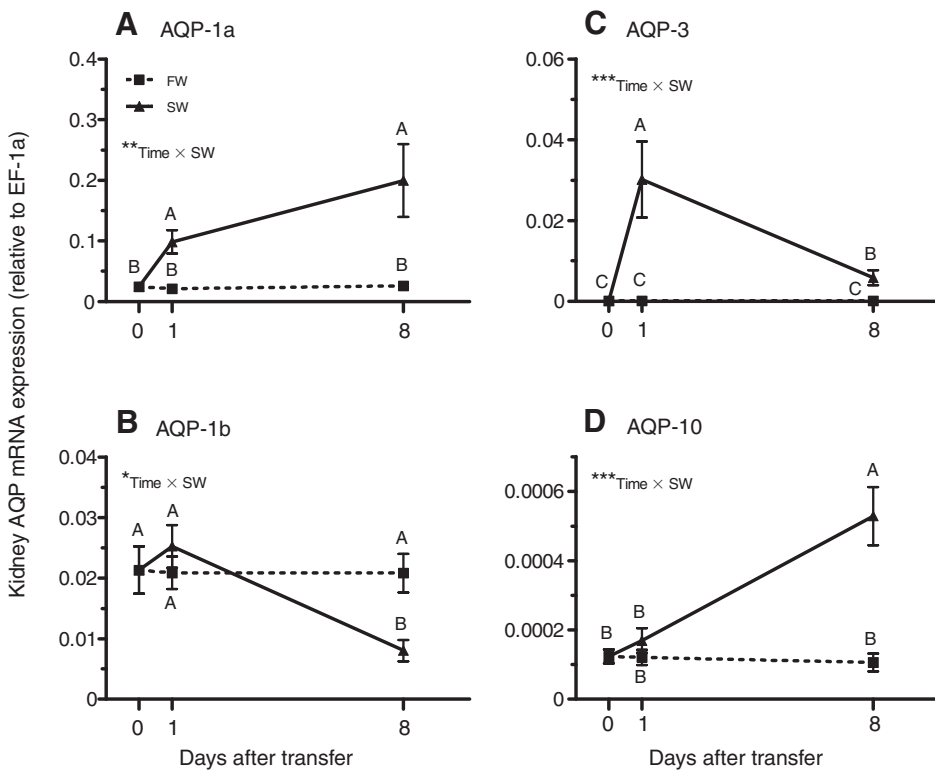 Kidney AQP mRNA expression (relative to EF-1a)
A AQP-1a
0.4
0.3
0.2
0.1
0
FW
SW
**Time × SW
B
A
B
A
B
0
1
8
C AQP-3
0.06
0.04
0.02
0
***Time × SW
C
A
C
B
C
0
1
8
B AQP-1b
0.04
0.03
0.02
0.01
0
*Time × SW
A
A
A
A
B
0
1
8
Days after transfer
D AQP-10
0.0006
0.0004
0.0002
0
***Time × SW
B
B
B
A
B
0
1
8
Days after transfer